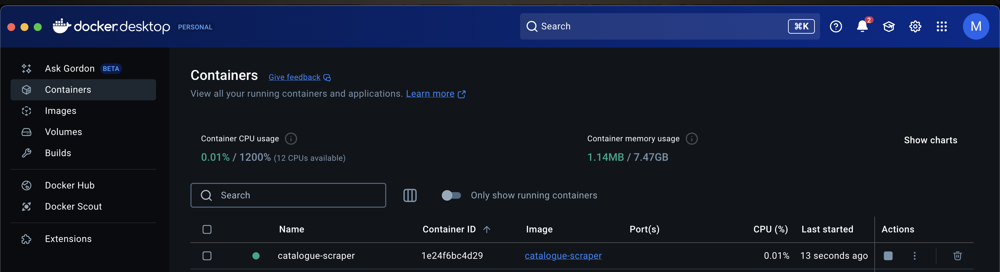 docker desktop PERSONAL
Search ⌘K
2
M
Ask Gordon BETA
Containers
Images
Volumes
Builds
Docker Hub
Docker Scout
Extensions
Containers Give feedback
View all your running containers and applications. Learn more
Container CPU usage
0.01% / 1200% (12 CPUs available)
Container memory usage
1.14MB / 7.47GB
Show charts
Search
Only show running containers
Name Container ID Image Port(s) CPU (%) Last started Actions
catalogue-scraper 1e24f6bc4d29 catalogue-scraper 0.01% 13 seconds ago